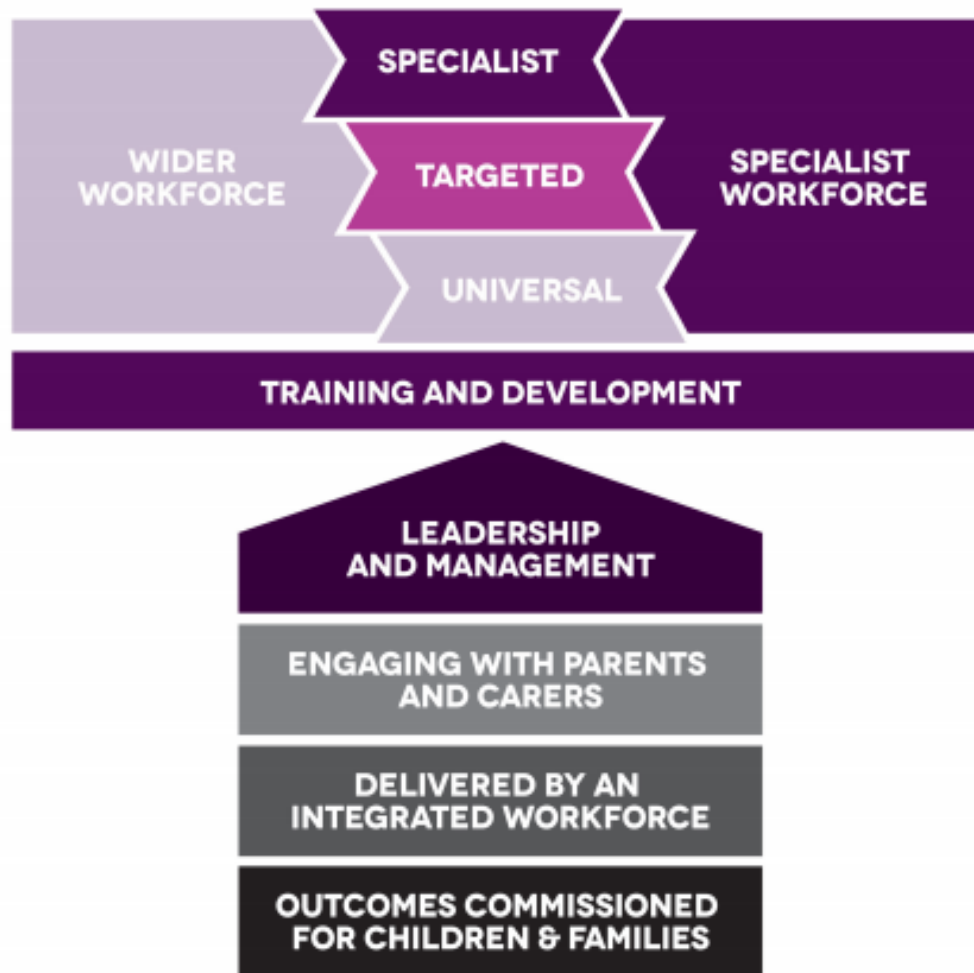 SPECIALIST
WIDER
WORKFORCE
TARGETED
SPECIALIST
WORKFORCE
UNIVERSAL
TRAINING AND DEVELOPMENT
LEADERSHIP
AND MANAGEMENT
ENGAGING WITH PARENTS
AND CARERS
DELIVERED BY AN
INTEGRATED WORKFORCE
OUTCOMES COMMISSIONED
FOR CHILDREN & FAMILIES